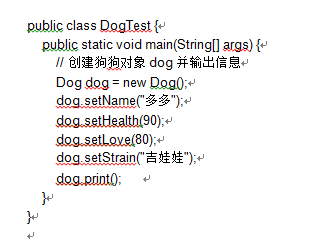 public class DogTest {
public static void main(String[] args) {
// 创建狗狗对象 dog 并输出信息
Dog dog = new Dog();
dog.setName("多多");
dog.setHealth(90);
dog.setLove(80);
dog.setStrain("吉娃娃");
dog.print();
}
}